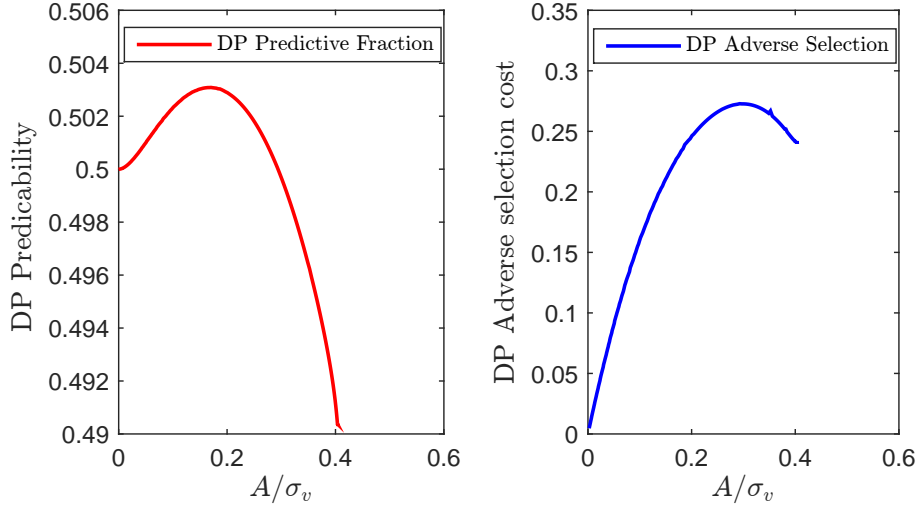 0.506
0.504
0.502
0.5
0.498
0.496
0.494
0.492
0.49
DP Predicability
DP Predictive Fraction
0 0.2 0.4 0.6
A/σ_v
0.35
0.3
0.25
0.2
0.15
0.1
0.05
0
DP Adverse selection cost
DP Adverse Selection
0 0.2 0.4 0.6
A/σ_v